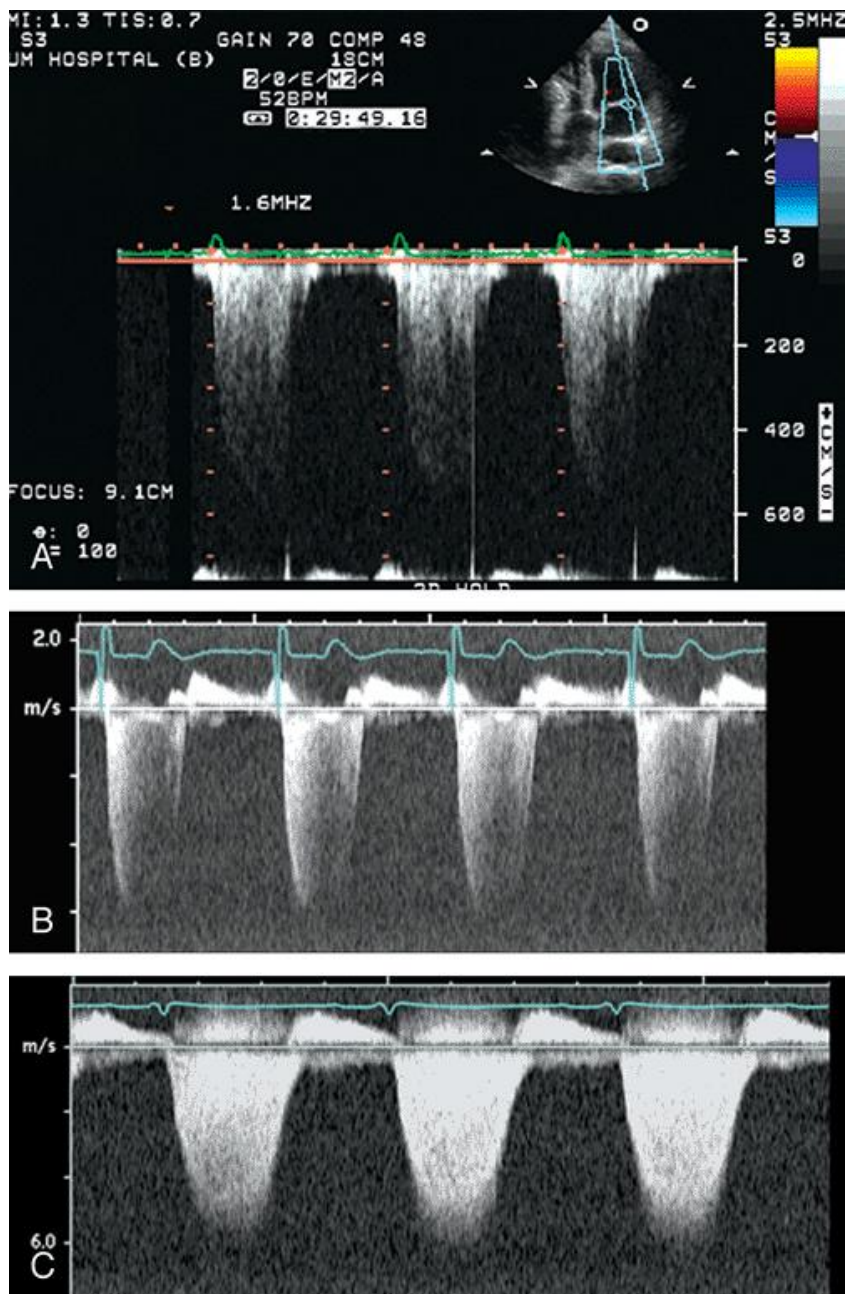 MI:1.3 TIS:0.7
2.5MHZ
S3
GAIN 70 COMP 48
S3
UM HOSPITAL (B)
18CM
2/0/E/M2/A
52BPM
0:29:49.16
CM/S
53
1.6MHZ
0
200
400
600
FOCUS: 9.1CM
0
= 100
A
2.0
m/s
B
m/s
6.0
C